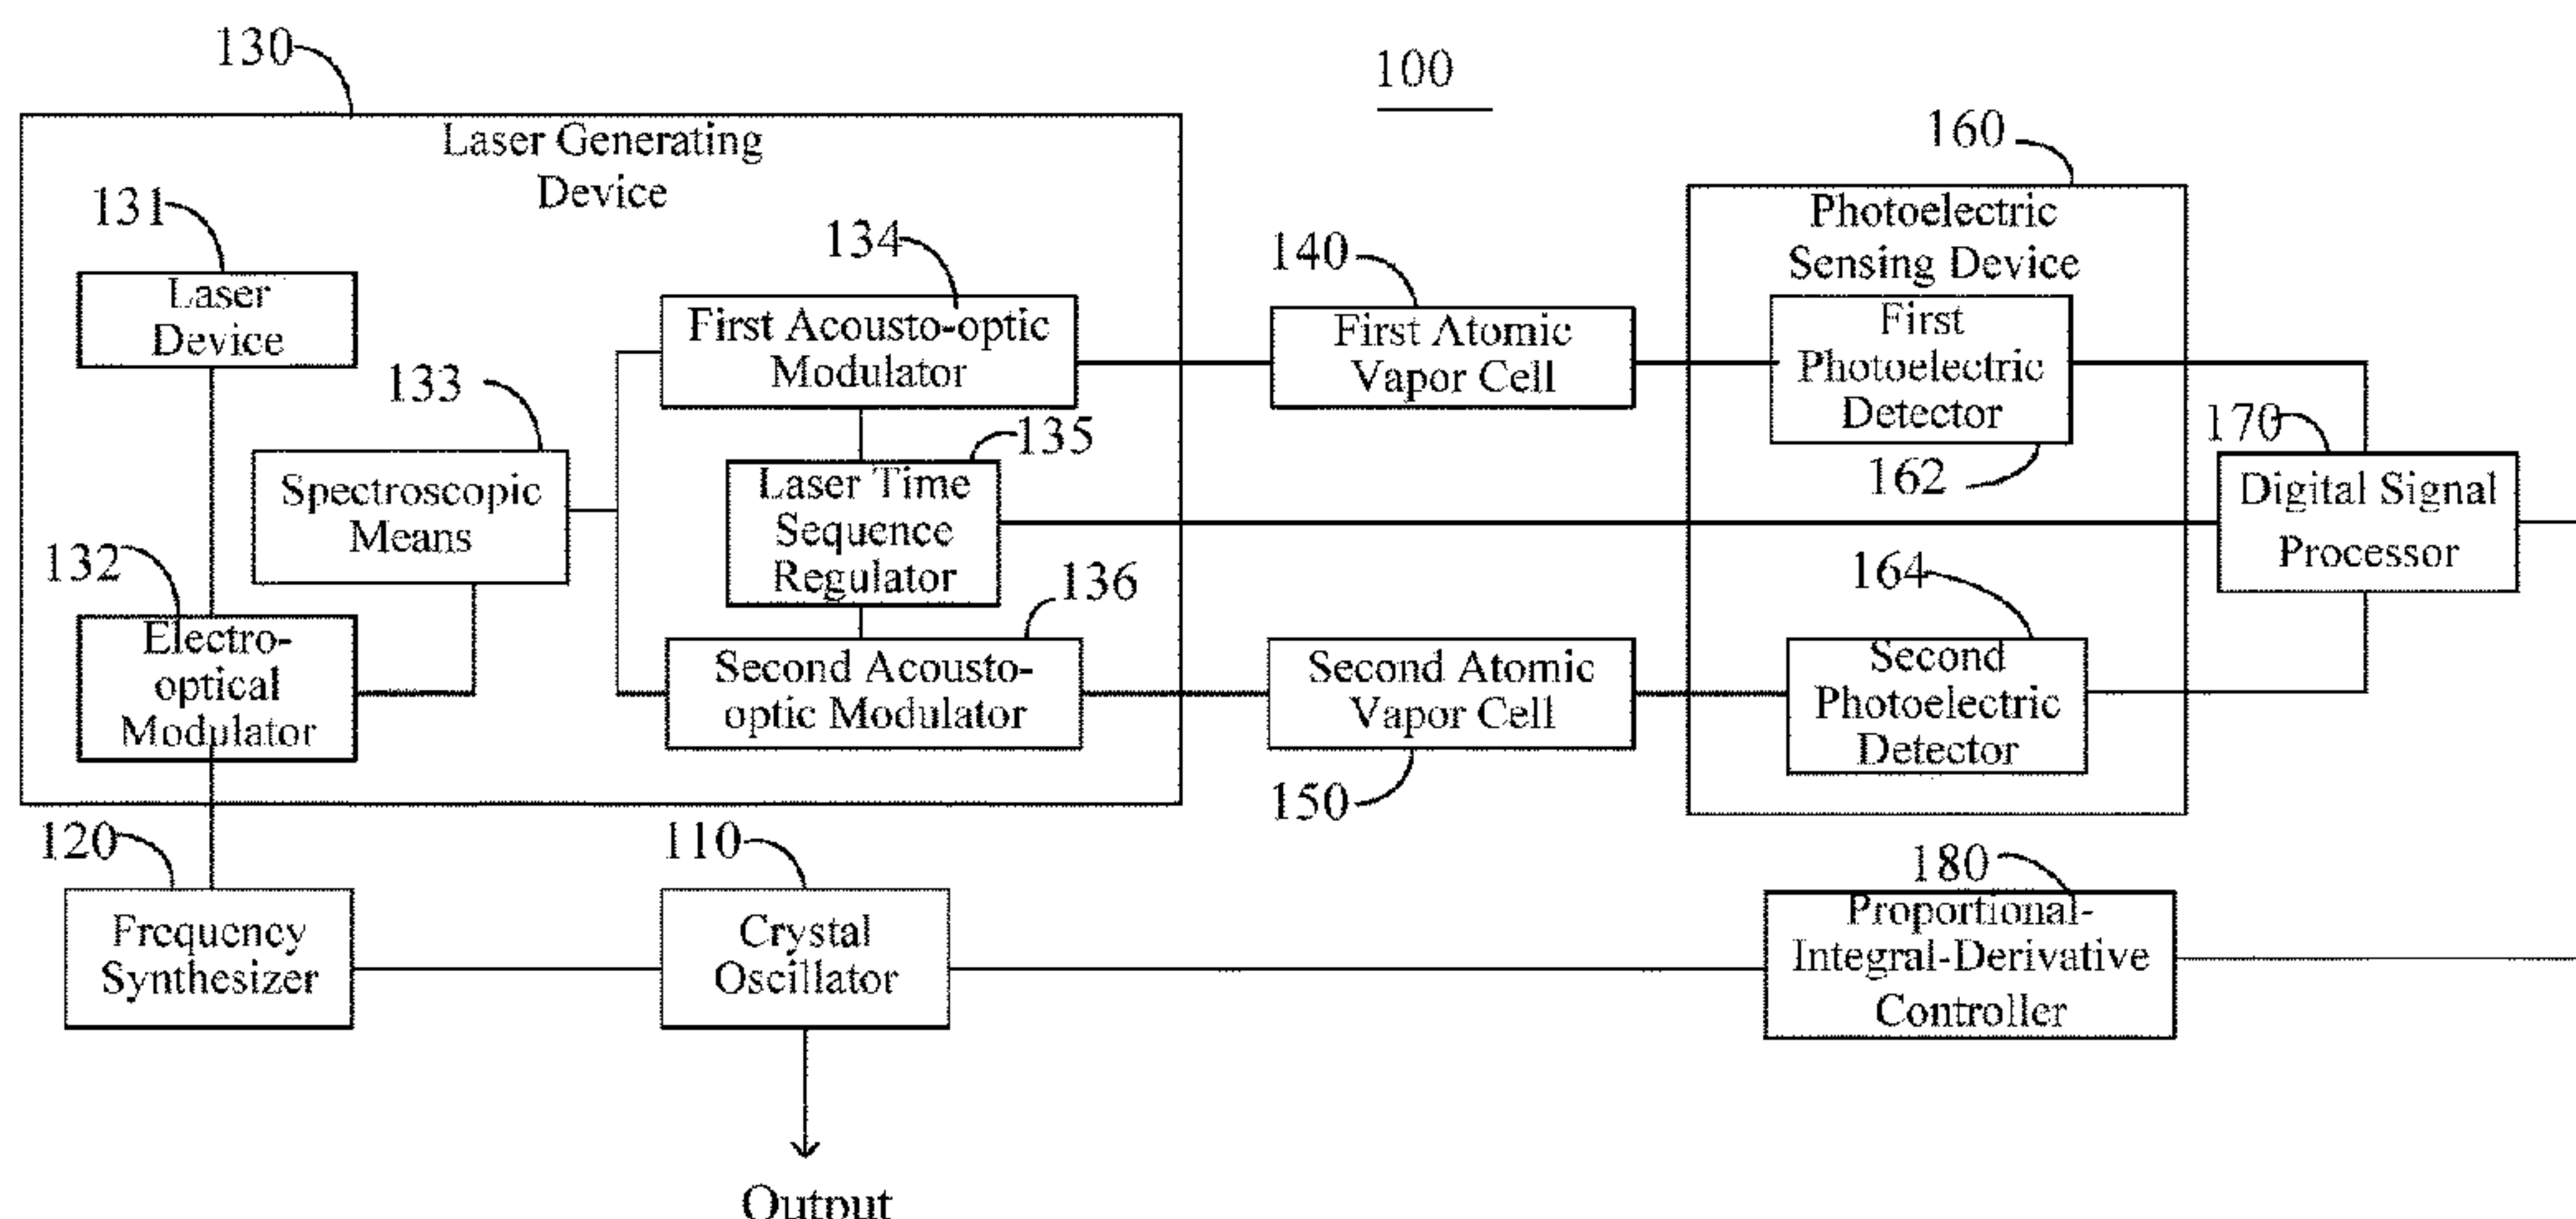 130
100
Laser Generating
Device
160
131
134
140
Photoelectric
Sensing Device
Laser
Device
First Acousto-optic
Modulator
First Atomic
Vapor Cell
First
Photoelectric
Detector
133
135
162
170
Spectroscopic
Means
Laser Time
Sequence
Regulator
Digital Signal
Processor
132
136
164
Electro-
optical
Modulator
Second Acousto-
optic Modulator
Second Atomic
Vapor Cell
Second
Photoelectric
Detector
150
120
110
180
Frequency
Synthesizer
Crystal
Oscillator
Proportional-
Integral-Derivative
Controller
Output